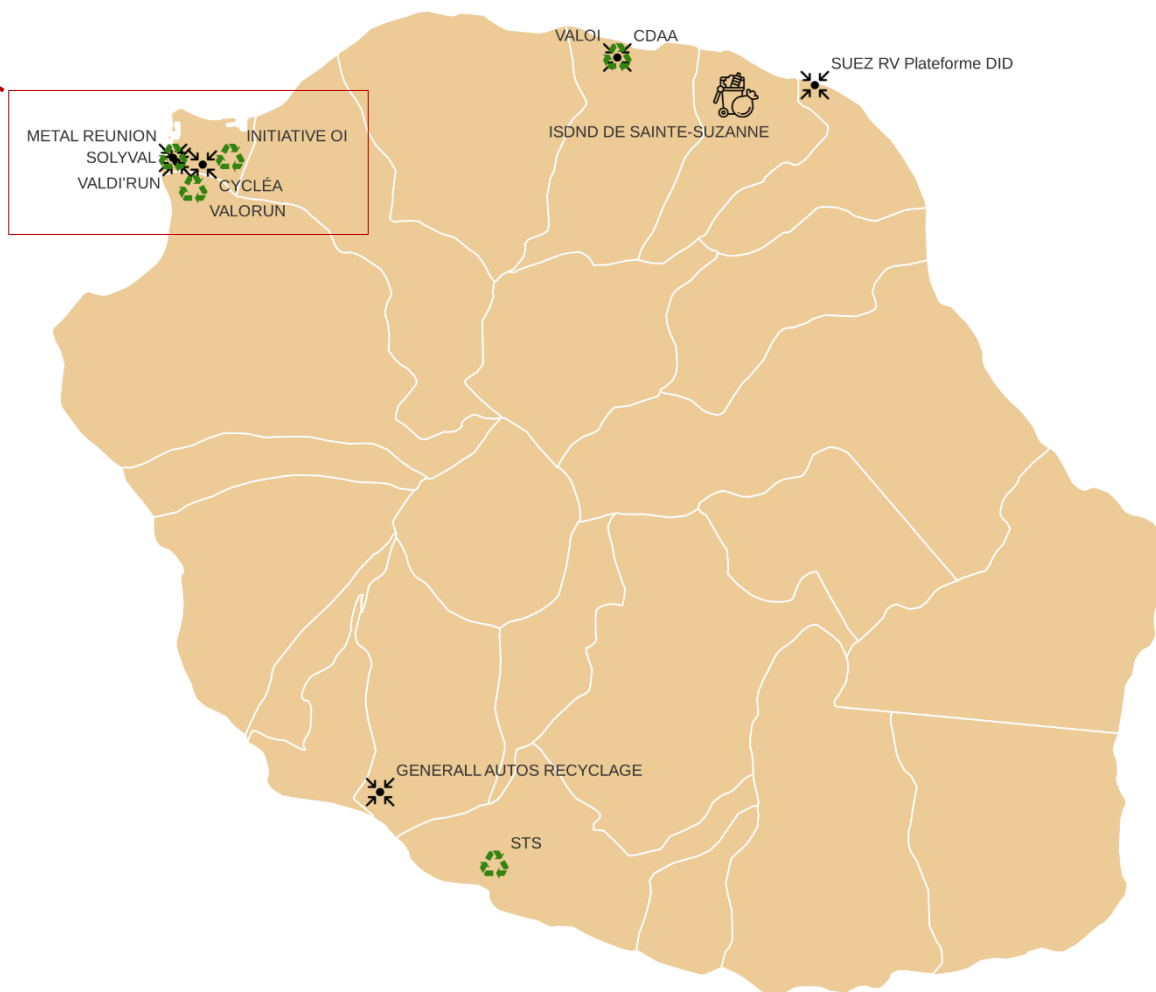 VALOI
CDAA
SUEZ RV Plateforme DID
ISDND DE SAINTE-SUZANNE
METAL REUNION
INITIATIVE OI
SOLYVAL
VALDI'RUN
CYCLÉA
VALORUN
GENERALL AUTOS RECYCLAGE
STS